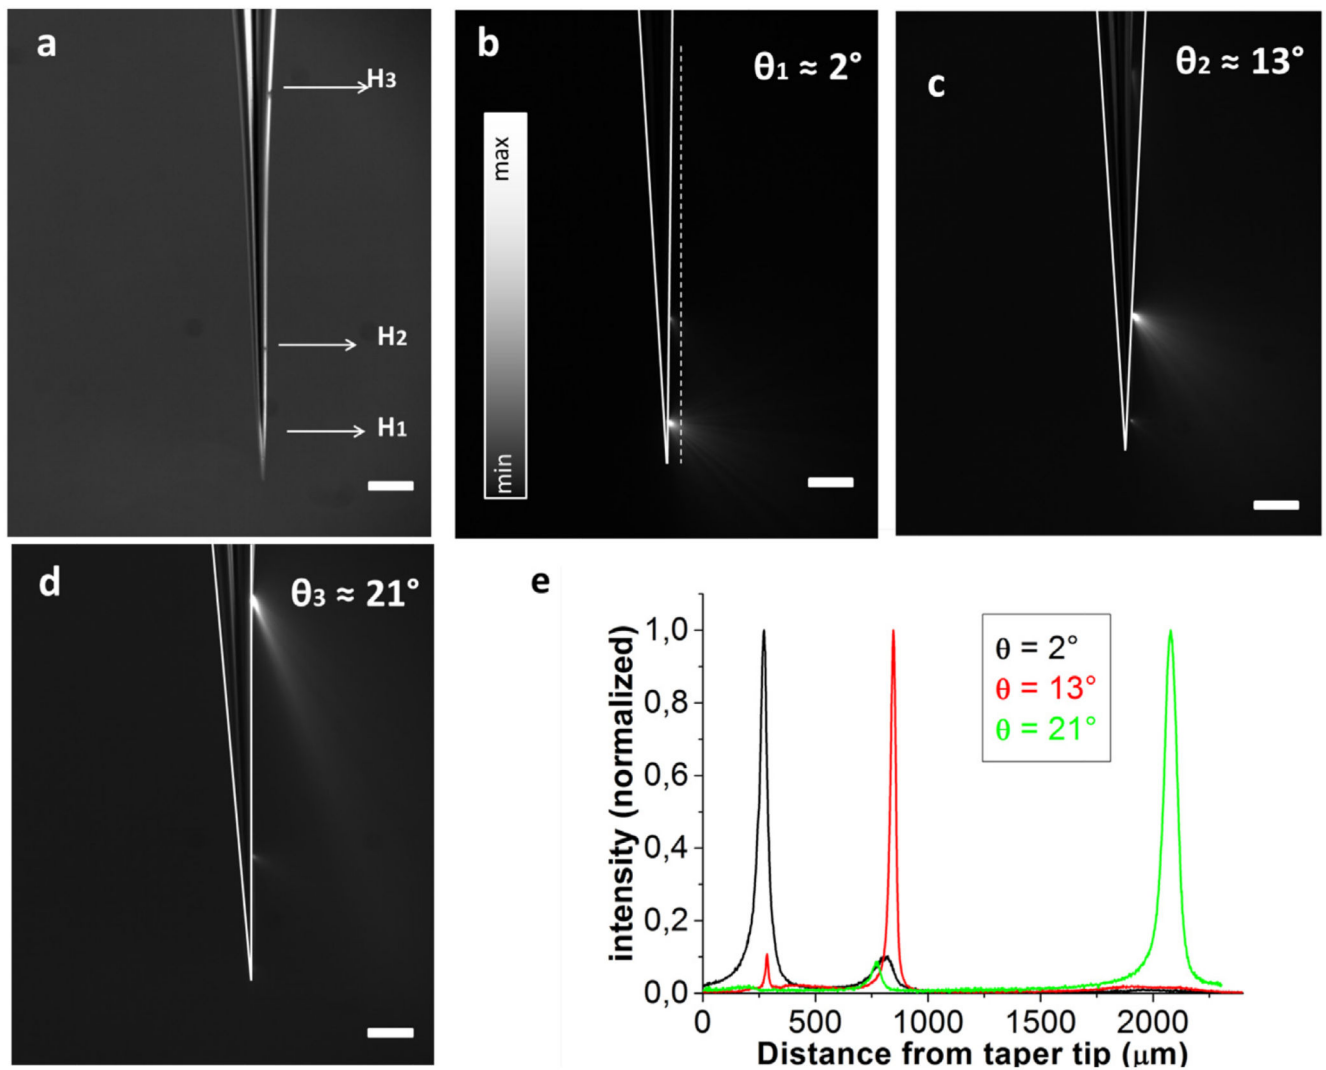 a
H3
H2
H1
b
θ1 ≈ 2°
max
min
c
θ2 ≈ 13°
d
θ3 ≈ 21°
e
intensity (normalized)
1,0
0,8
0,6
0,4
0,2
0,0
θ = 2°
θ = 13°
θ = 21°
0 500 1000 1500 2000
Distance from taper tip (μm)